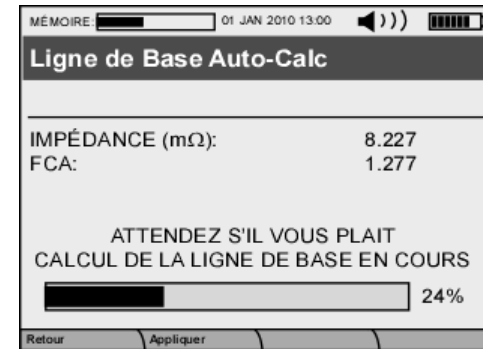 MÉMOIRE: 01 JAN 2010 13:00
Ligne de Base Auto-Calc
IMPÉDANCE (mΩ): 8.227
FCA: 1.277
ATTENDEZ S'IL VOUS PLAIT
CALCUL DE LA LIGNE DE BASE EN COURS
24%
Retour Appliquer